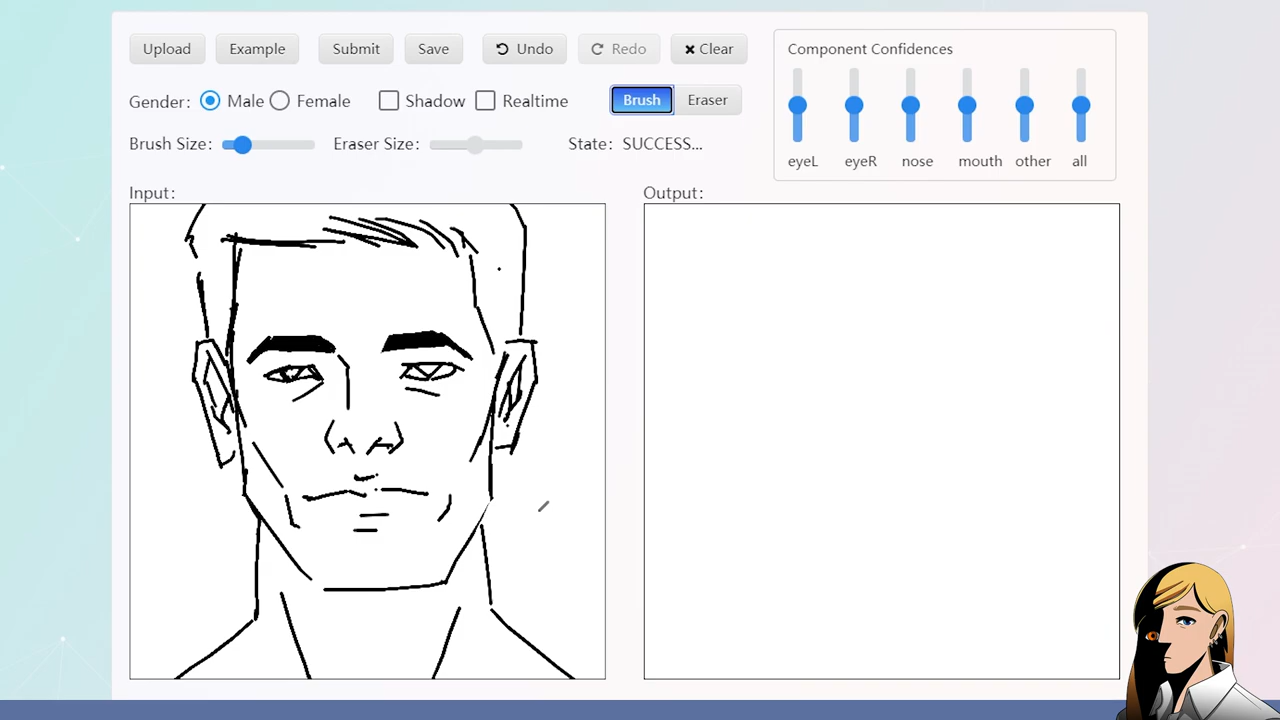 Upload Example Submit Save Undo Redo Clear
Component Confidences
Gender: Male Female Shadow Realtime Brush Eraser
Brush Size: Eraser Size: State: SUCCESS...
eyeL eyeR nose mouth other all
Input: Output: